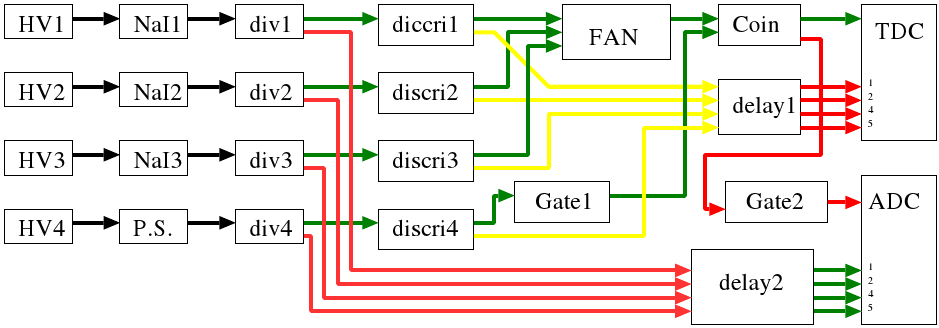 HV1 NaI1 div1 diccri1 FAN Coin TDC
HV2 NaI2 div2 discri2 delay1
1
2
4
5
HV3 NaI3 div3 discri3
HV4 P.S. div4 discri4 Gate1 Gate2 ADC
delay2
1
2
4
5